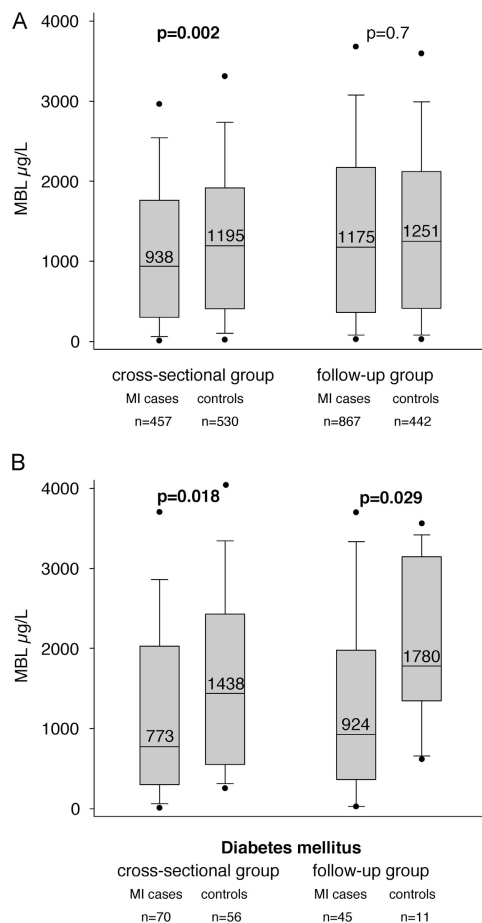 A
4000
3000
2000
1000
0
MBL µg/L
p=0.002 p=0.7
938 1195 1175 1251
cross-sectional group follow-up group
MI cases controls MI cases controls
n=457 n=530 n=867 n=442
B
4000
3000
2000
1000
0
MBL µg/L
p=0.018 p=0.029
773 1438 924 1780
Diabetes mellitus
cross-sectional group follow-up group
MI cases controls MI cases controls
n=70 n=56 n=45 n=11